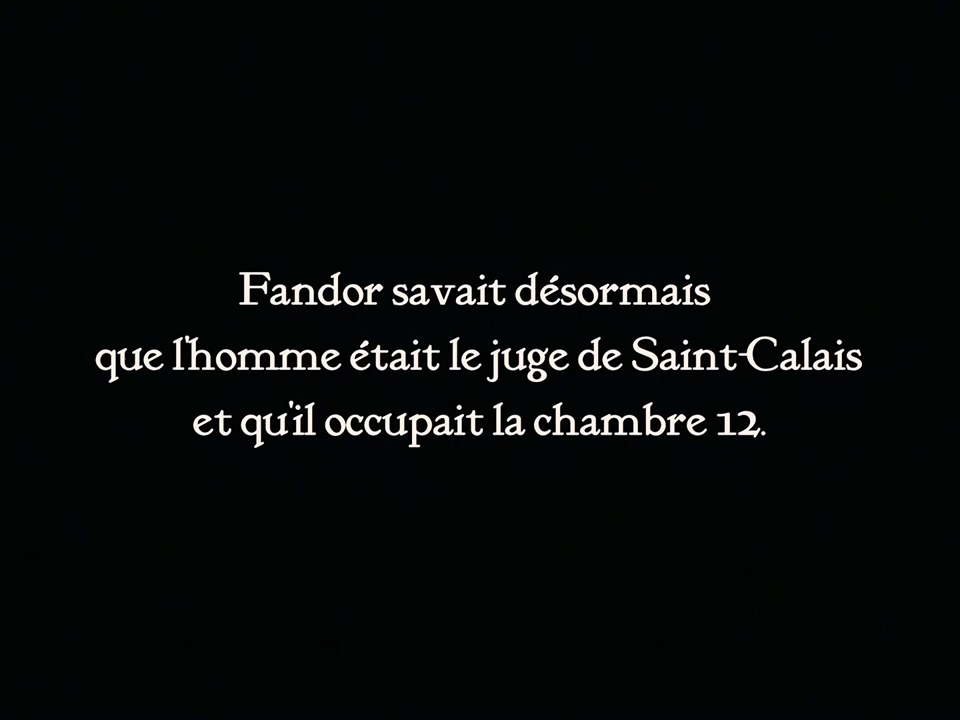 Fandor savait désormais
que l'homme était le juge de Saint-Calais
et qu'il occupait la chambre 12.